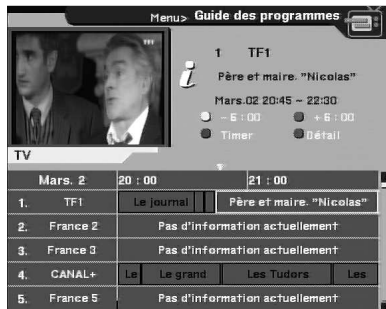 Menu> Guide des programmes
1 TF1
Père et maire. "Nicolas"
Mars.02 20:45 ~ 22:30
- 6 : 00 + 6 : 00
Timer Détail
TV
Mars. 2 20 : 00 21 : 00
1. TF1 Le journal Père et maire. "Nicolas"
2. France 2 Pas d'information actuellement
3. France 3 Pas d'information actuellement
4. CANAL+ Le Le grand Les Tudors Les
5. France 5 Pas d'information actuellement